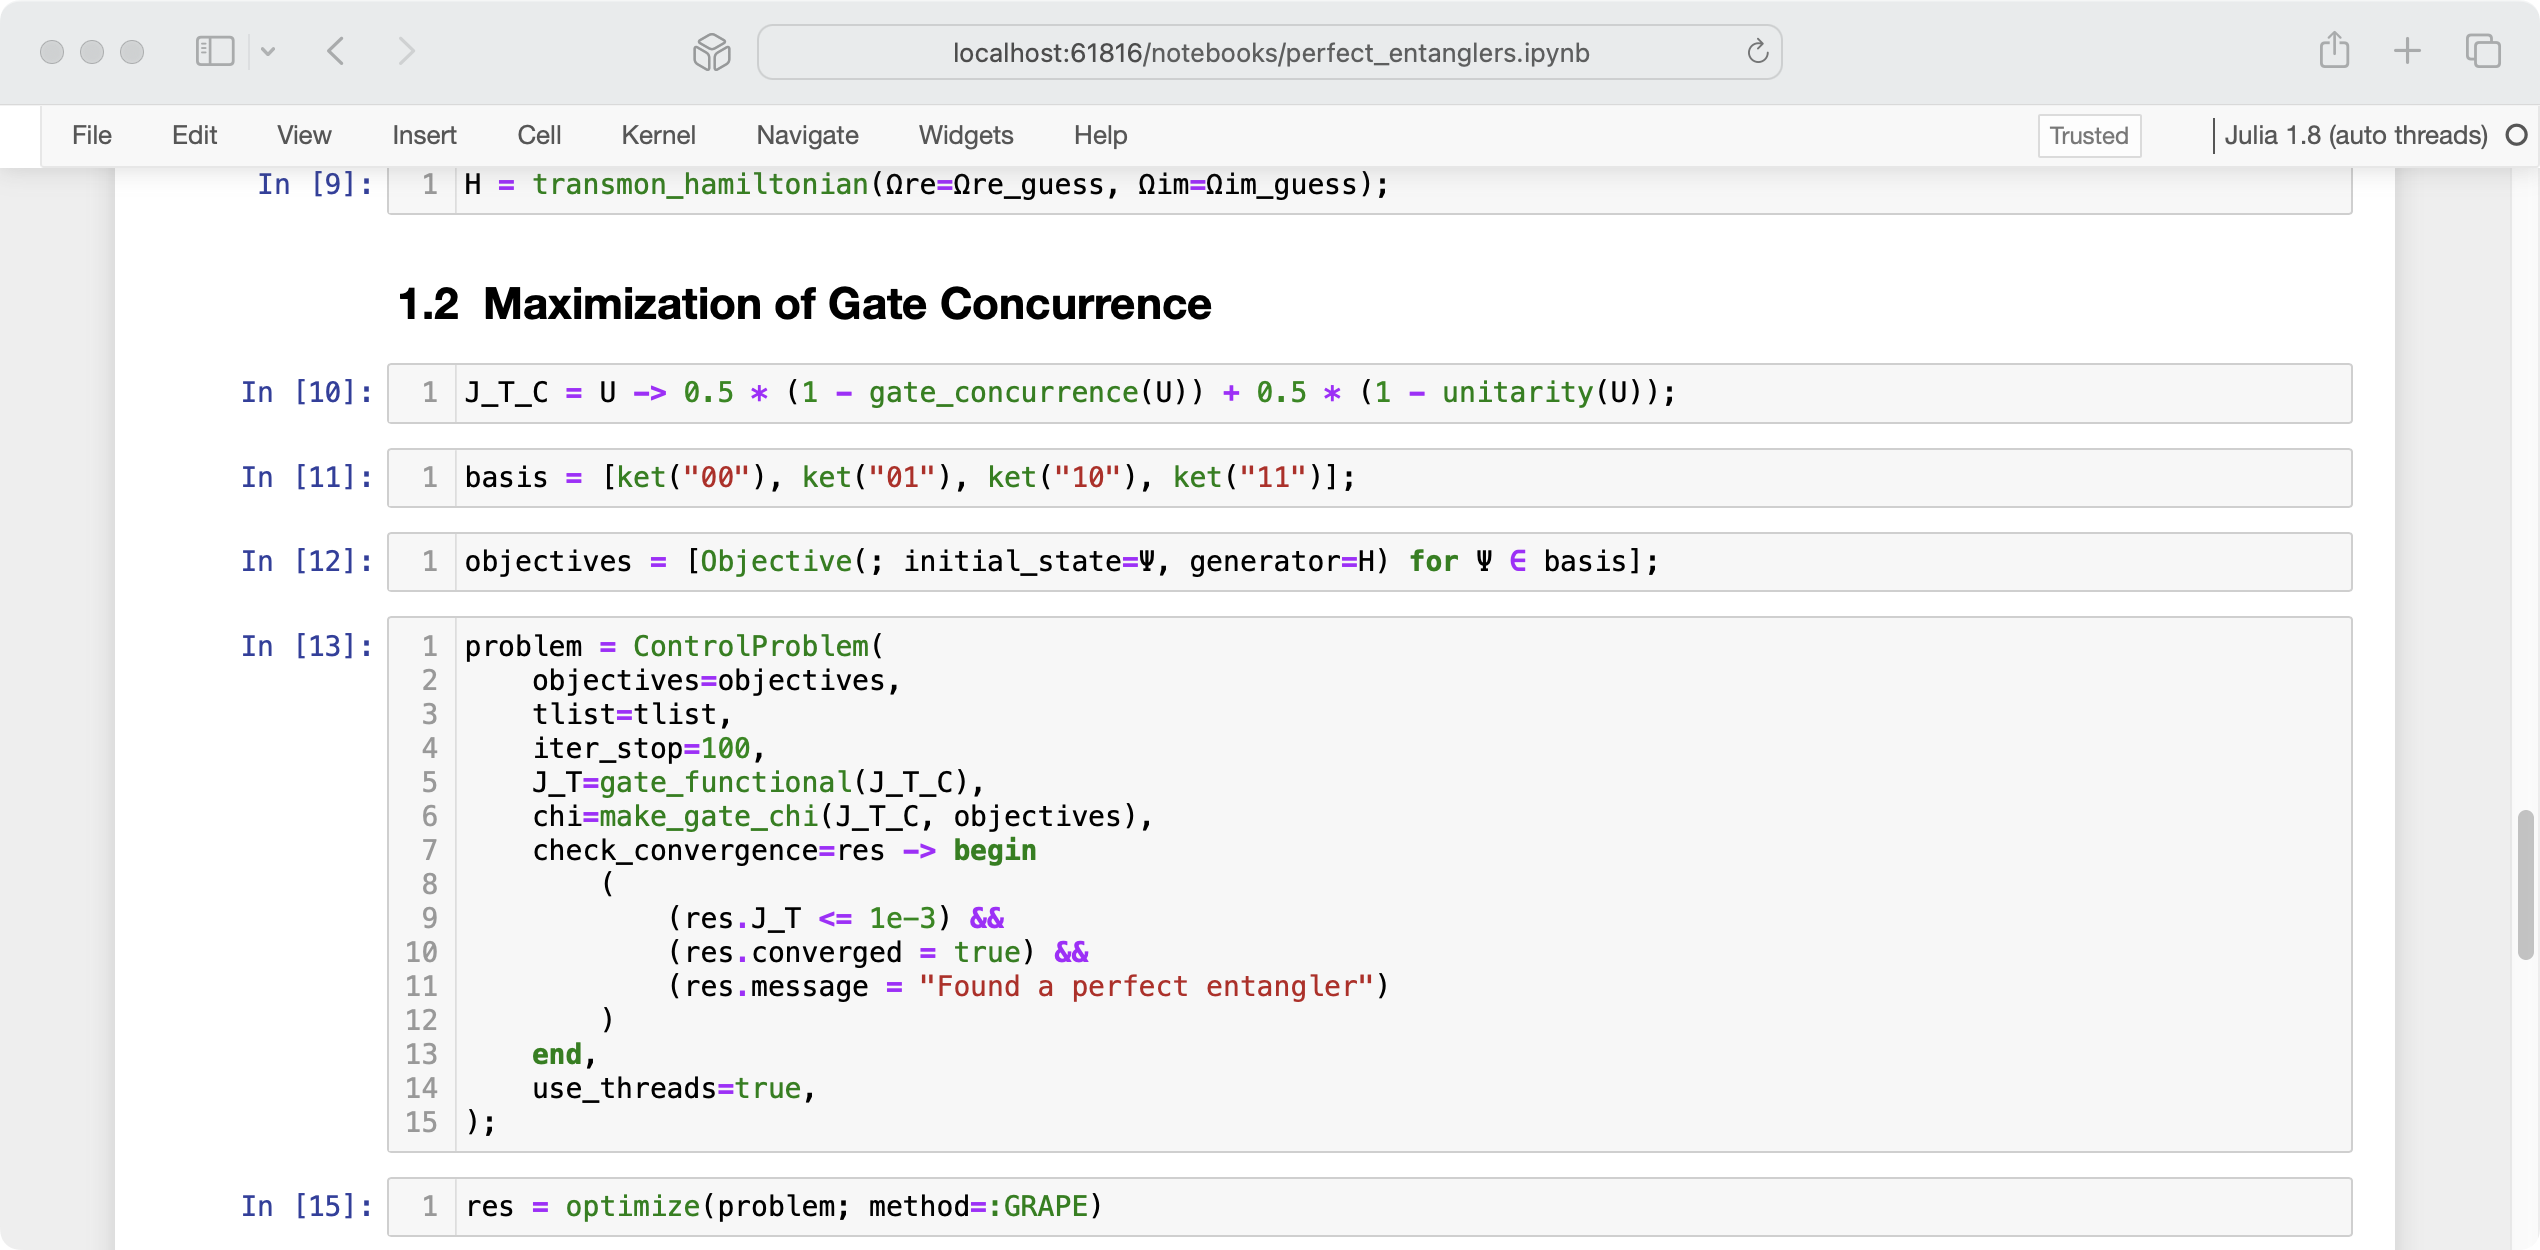 localhost:61816/notebooks/perfect_entanglers.ipynb
File Edit View Insert Cell Kernel Navigate Widgets Help Trusted Julia 1.8 (auto threads)
In [9]: 1 H = transmon_hamiltonian(Ωre=Ωre_guess, Ωim=Ωim_guess);
1.2 Maximization of Gate Concurrence
In [10]: 1 J_T_C = U -> 0.5 * (1 - gate_concurrence(U)) + 0.5 * (1 - unitarity(U));
In [11]: 1 basis = [ket("00"), ket("01"), ket("10"), ket("11")];
In [12]: 1 objectives = [Objective(; initial_state=Ψ, generator=H) for Ψ ∈ basis];
In [13]: 1 problem = ControlProblem(
2 objectives=objectives,
3 tlist=tlist,
4 iter_stop=100,
5 J_T=gate_functional(J_T_C),
6 chi=make_gate_chi(J_T_C, objectives),
7 check_convergence=res -> begin
8 (
9 (res.J_T <= 1e-3) &&
10 (res.converged = true) &&
11 (res.message = "Found a perfect entangler")
12 )
13 end,
14 use_threads=true,
15 );
In [15]: 1 res = optimize(problem; method=:GRAPE)